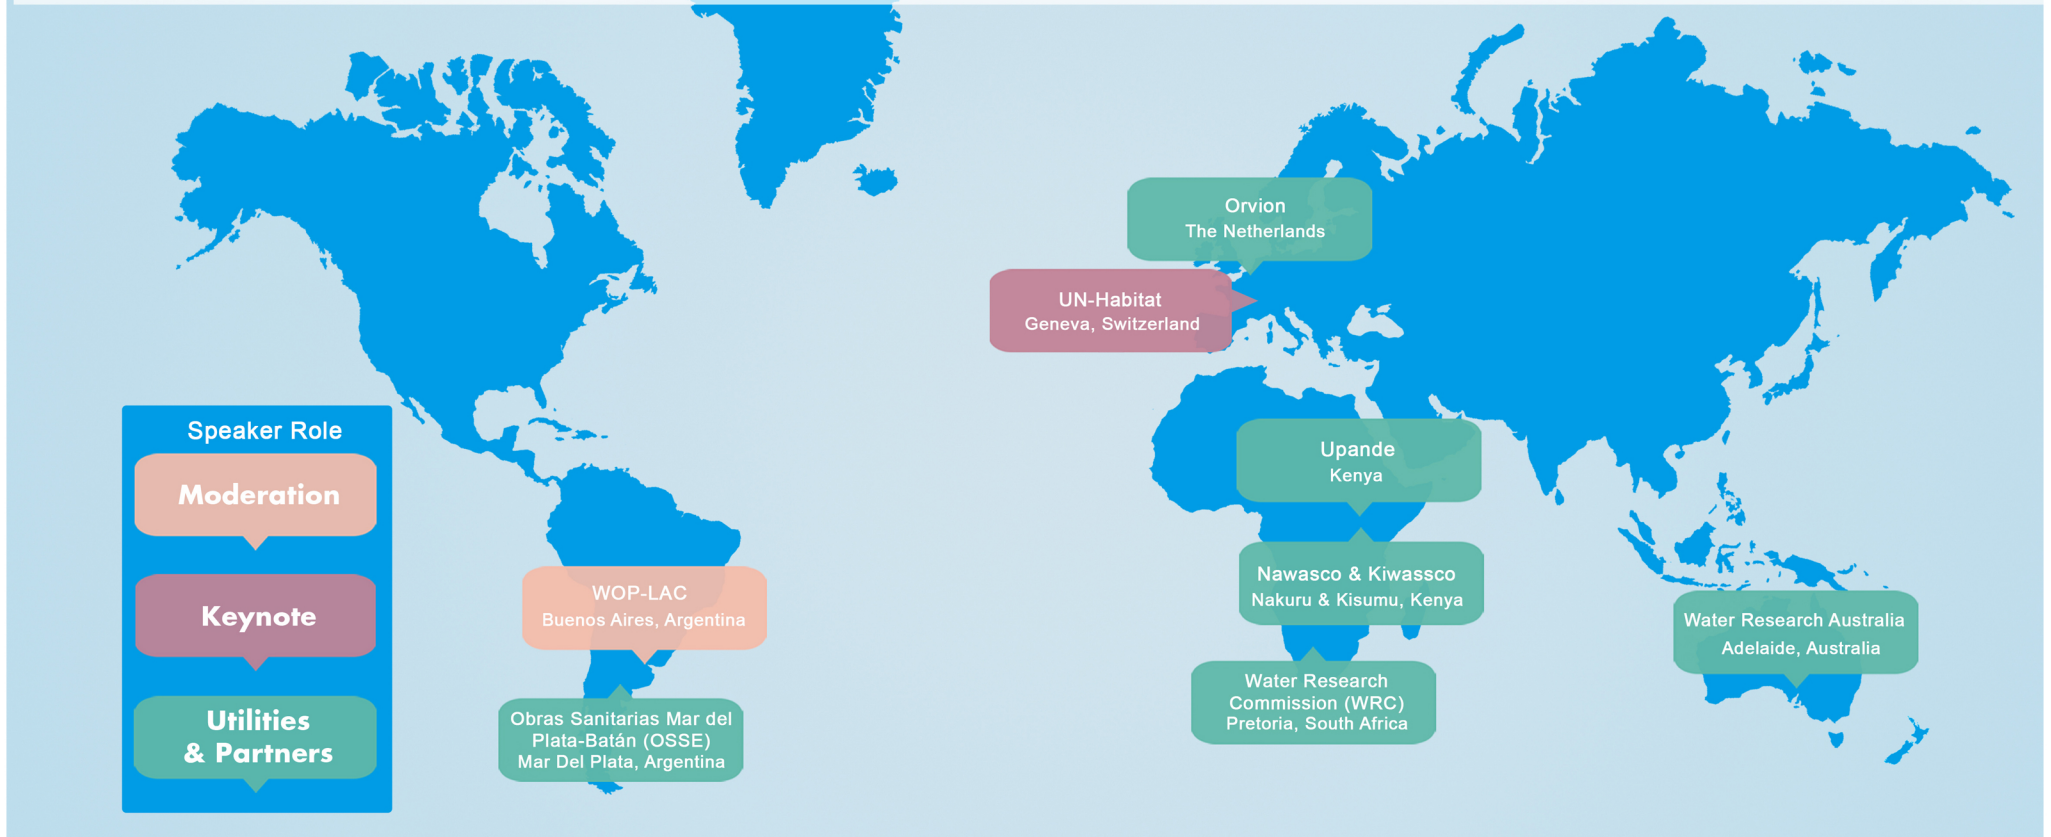 Orvion
The Netherlands
UN-Habitat
Geneva, Switzerland
Speaker Role
Moderation
Keynote
Utilities
& Partners
WOP-LAC
Buenos Aires, Argentina
Obras Sanitarias Mar del
Plata-Batán (OSSE)
Mar Del Plata, Argentina
Upande
Kenya
Nawasco & Kiwassco
Nakuru & Kisumu, Kenya
Water Research
Commission (WRC)
Pretoria, South Africa
Water Research Australia
Adelaide, Australia